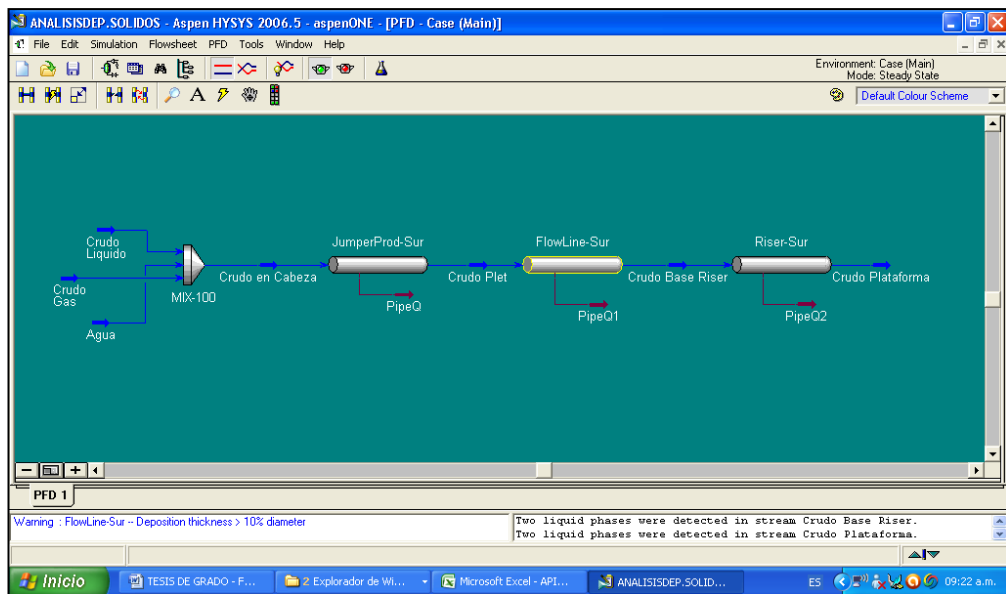 ANALISISDEP.SOLIDOS - Aspen HYSYS 2006.5 - aspenONE - [PFD - Case (Main)]
File Edit Simulation Flowsheet PFD Tools Window Help
Environment: Case (Main)
Mode: Steady State
A
Default Colour Scheme
Crudo
Liquido
JumperProd-Sur
FlowLine-Sur
Riser-Sur
Crudo
Gas
MIX-100
Crudo en Cabeza
Crudo Plet
Crudo Base Riser
Crudo Plataforma
Agua
PipeQ
PipeQ1
PipeQ2
PFD 1
Warning : FlowLine-Sur -- Deposition thickness > 10% diameter
Two liquid phases were detected in stream Crudo Base Riser.
Two liquid phases were detected in stream Crudo Plataforma.
Inicio
TESIS DE GRADO - F...
2 Explorador de Wi...
Microsoft Excel - API...
ANALISISDEP.SOLID...
ES
09:22 a.m.